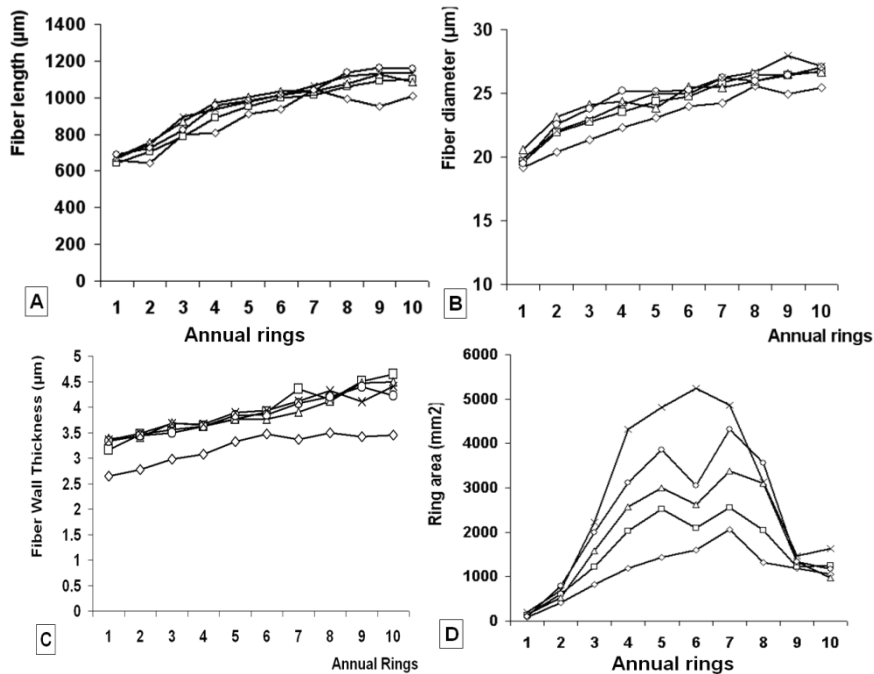 Fiber length (µm)
1400
1200
1000
800
600
400
200
0
1 2 3 4 5 6 7 8 9 10
Annual rings
A
Fiber diameter (µm)
30
25
20
15
10
1 2 3 4 5 6 7 8 9 10
Annual rings
B
Fiber Wall Thickness (µm)
5
4.5
4
3.5
3
2.5
2
1.5
1
0.5
0
1 2 3 4 5 6 7 8 9 10
Annual Rings
C
Ring area (mm2)
6000
5000
4000
3000
2000
1000
0
1 2 3 4 5 6 7 8 9 10
Annual rings
D